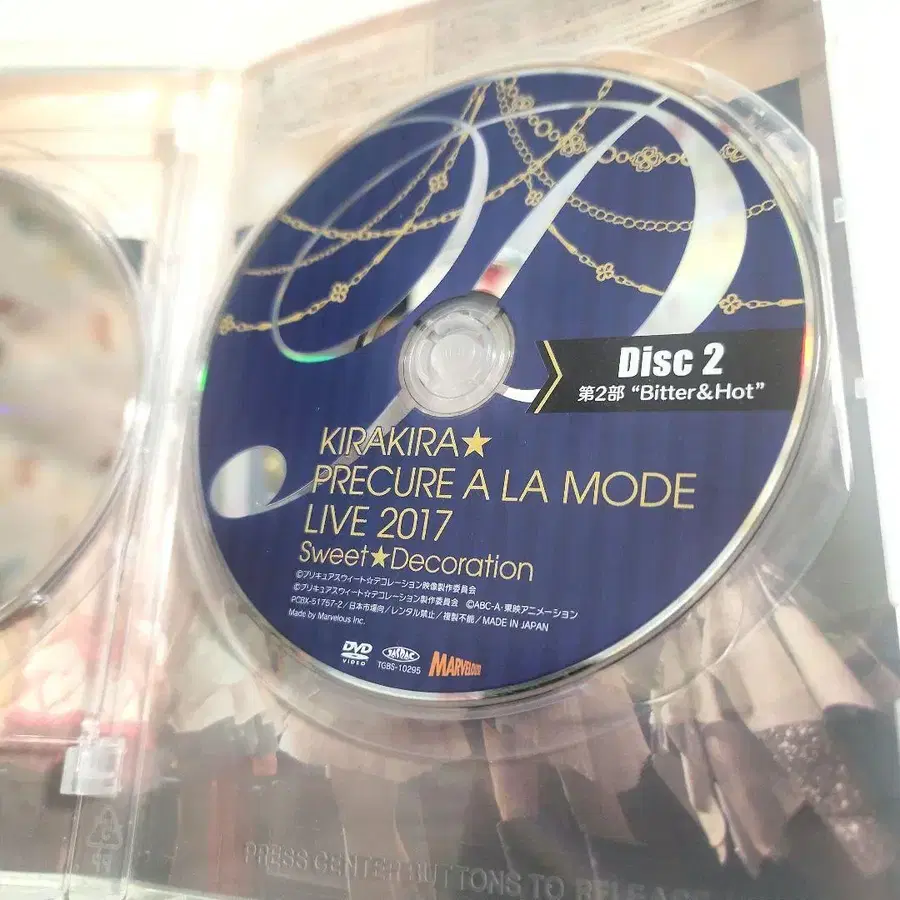 Disc 2
第2部 “Bitter&Hot”
KIRAKIRA★
PRECURE A LA MODE
LIVE 2017
Sweet★Decoration
©プリキュアスウィート☆デコレーション映像製作委員会
©プリキュアスウィート☆デコレーション製作委員会 ©ABC-A・東映アニメーション
PCBX-51757-2/日本市場向/レンタル禁止/複製不能/MADE IN JAPAN
Made by Marvelous Inc.
DVD
VIDEO
TGBS-10295
MARVELOUS
PRESS CENTER BUTTONS TO RELEASE